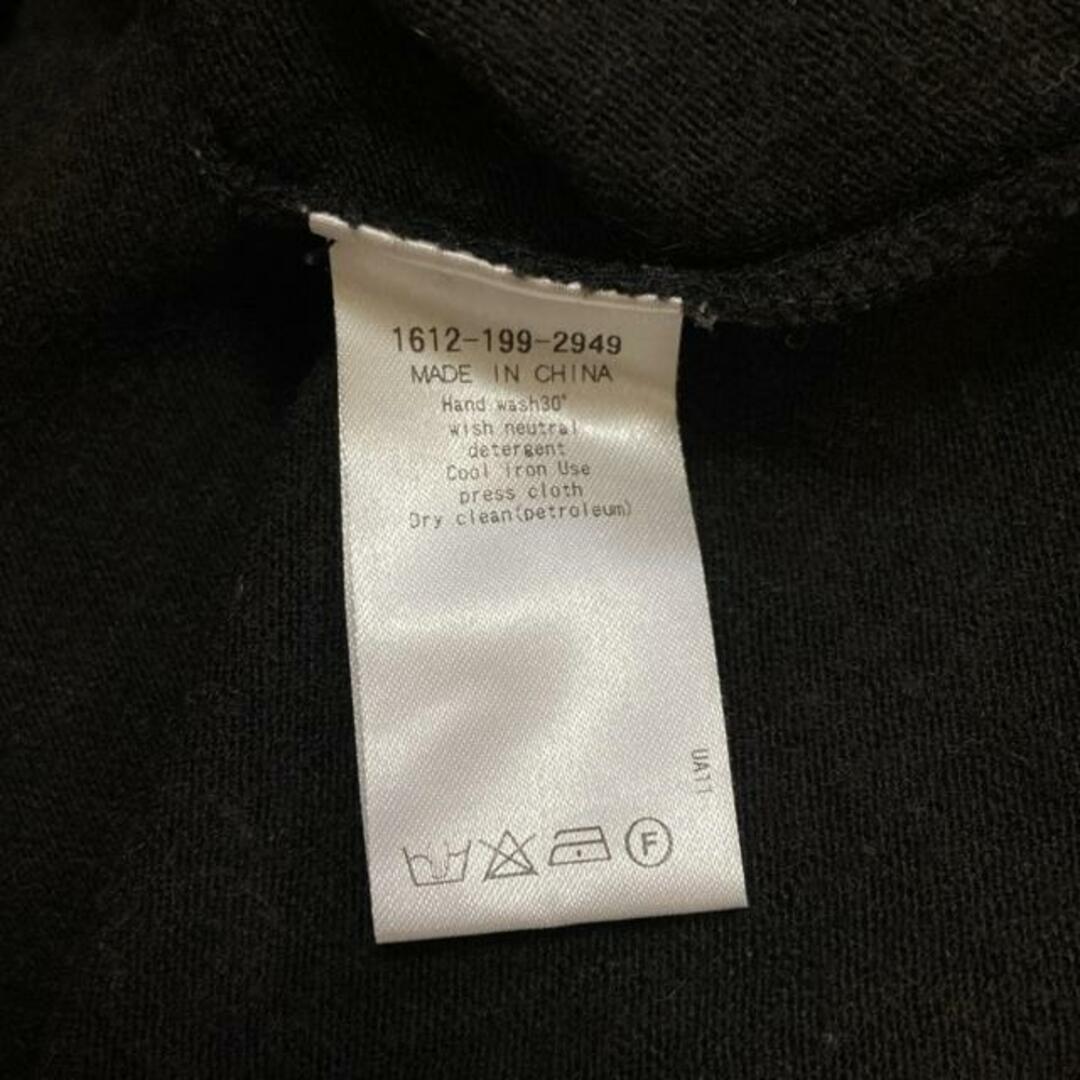 1612-199-2949
MADE IN CHINA
Hand wash30°
wish neutral
detergent
Cool iron Use
press cloth
Dry clean(petroleum)
UA11
F